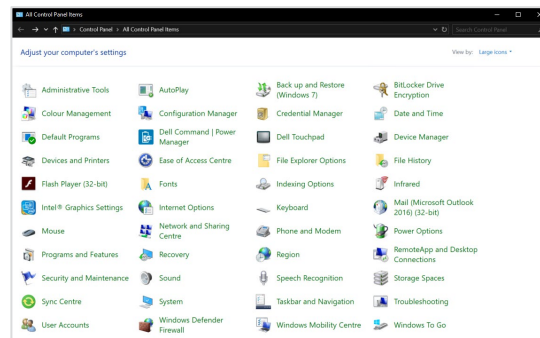 All Control Panel Items
Control Panel > All Control Panel Items
Search Control Panel
Adjust your computer's settings
View by: Large icons
Administrative Tools
AutoPlay
Back up and Restore
(Windows 7)
BitLocker Drive
Encryption
Colour Management
Configuration Manager
Credential Manager
Date and Time
Default Programs
Dell Command | Power
Manager
Dell Touchpad
Device Manager
Devices and Printers
Ease of Access Centre
File Explorer Options
File History
Flash Player (32-bit)
Fonts
Indexing Options
Infrared
Intel® Graphics Settings
Internet Options
Keyboard
Mail (Microsoft Outlook
2016) (32-bit)
Mouse
Network and Sharing
Centre
Phone and Modem
Power Options
Programs and Features
Recovery
Region
RemoteApp and Desktop
Connections
Security and Maintenance
Sound
Speech Recognition
Storage Spaces
Sync Centre
System
Taskbar and Navigation
Troubleshooting
User Accounts
Windows Defender
Firewall
Windows Mobility Centre
Windows To Go